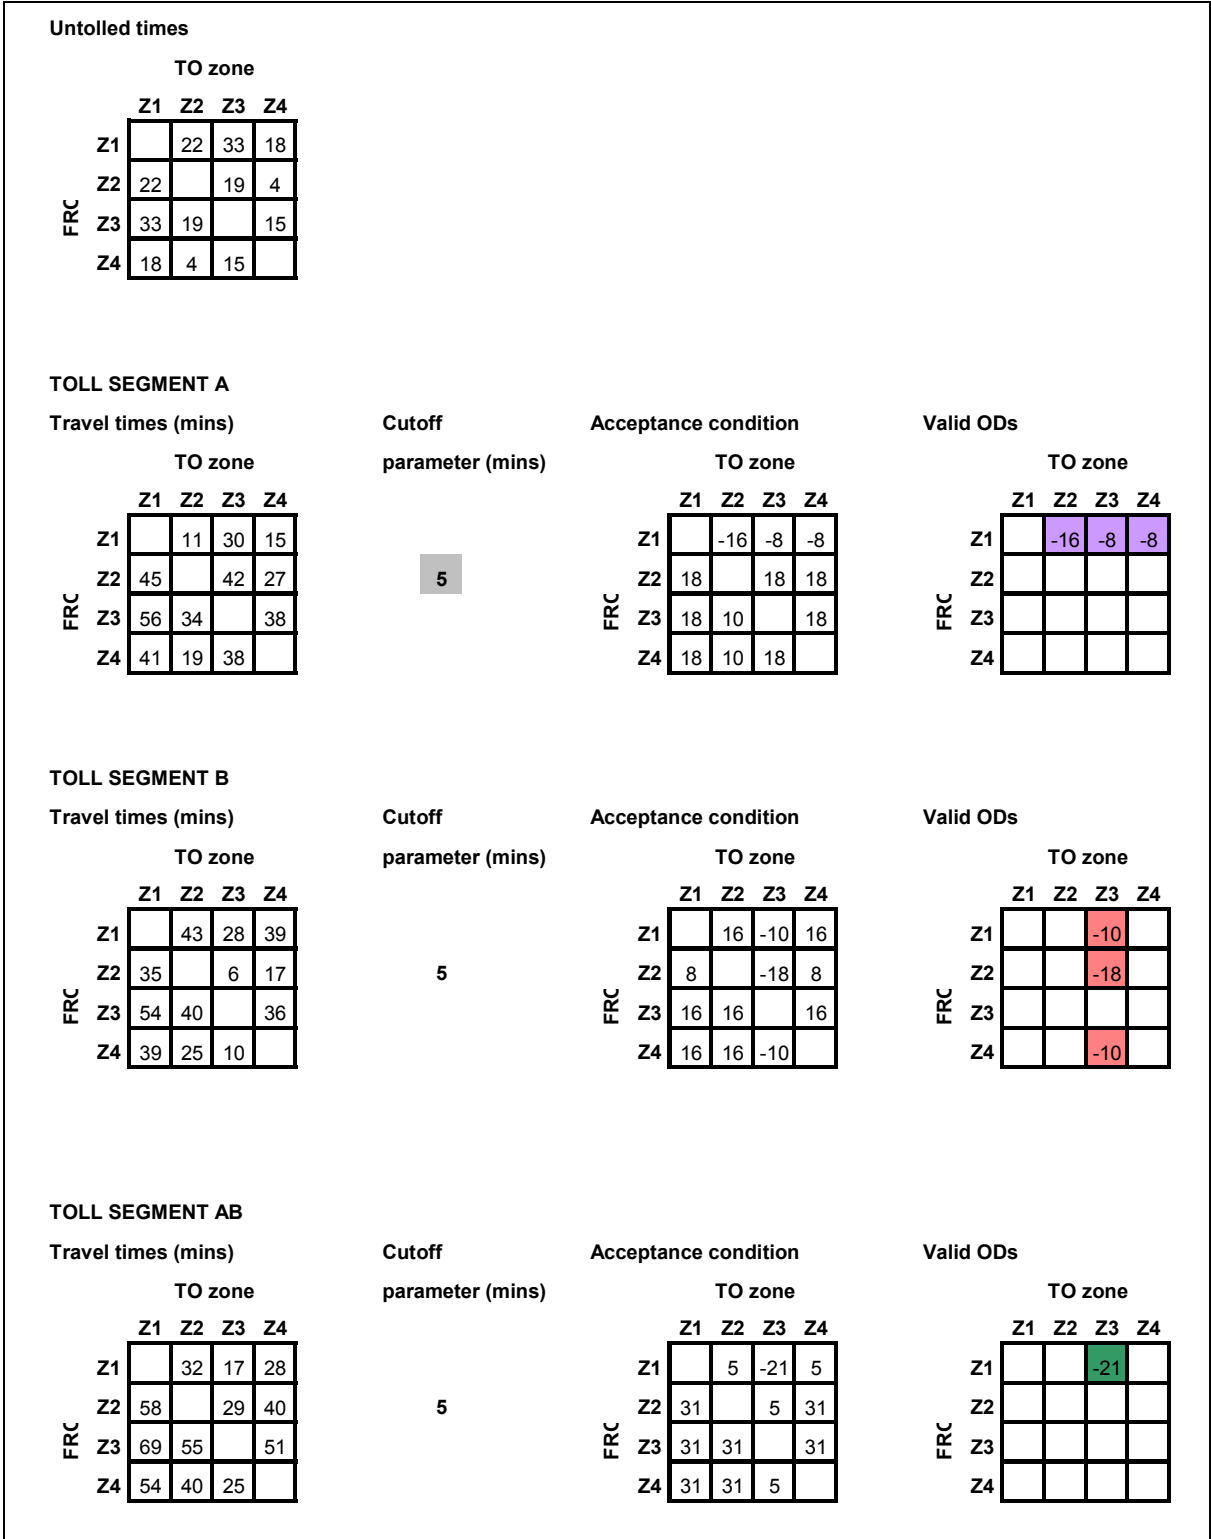 Untolled times
TO zone
Z1 Z2 Z3 Z4
Z1 22 33 18
Z2 22 19 4
FRO
Z3 33 19 15
Z4 18 4 15
TOLL SEGMENT A
Travel times (mins) Cutoff Acceptance condition Valid ODs
TO zone parameter (mins) TO zone TO zone
Z1 Z2 Z3 Z4 Z1 Z2 Z3 Z4 Z1 Z2 Z3 Z4
Z1 11 30 15 Z1 -16 -8 -8 Z1 -16 -8 -8
Z2 45 42 27 5 Z2 18 18 18 Z2
FRO FRO FRO
Z3 56 34 38 Z3 18 10 18 Z3
Z4 41 19 38 Z4 18 10 18 Z4
TOLL SEGMENT B
Travel times (mins) Cutoff Acceptance condition Valid ODs
TO zone parameter (mins) TO zone TO zone
Z1 Z2 Z3 Z4 Z1 Z2 Z3 Z4 Z1 Z2 Z3 Z4
Z1 43 28 39 Z1 16 -10 16 Z1 -10
Z2 35 6 17 5 Z2 8 -18 8 Z2 -18
FRO FRO FRO
Z3 54 40 36 Z3 16 16 16 Z3
Z4 39 25 10 Z4 16 16 -10 Z4 -10
TOLL SEGMENT AB
Travel times (mins) Cutoff Acceptance condition Valid ODs
TO zone parameter (mins) TO zone TO zone
Z1 Z2 Z3 Z4 Z1 Z2 Z3 Z4 Z1 Z2 Z3 Z4
Z1 32 17 28 Z1 5 -21 5 Z1 -21
Z2 58 29 40 5 Z2 31 5 31 Z2
FRO FRO FRO
Z3 69 55 51 Z3 31 31 31 Z3
Z4 54 40 25 Z4 31 31 5 Z4